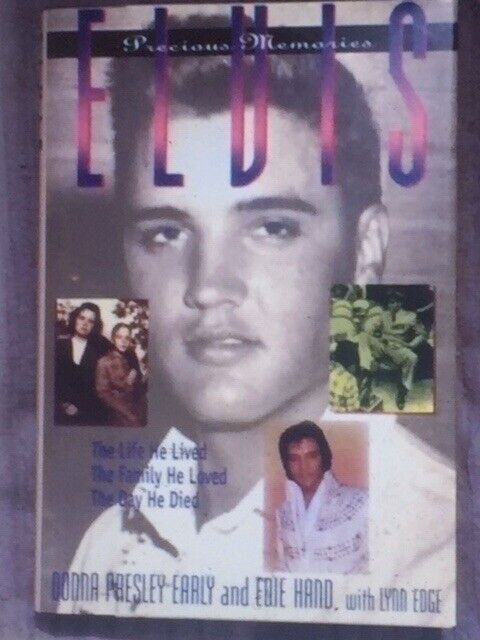 Precious Memories
ELVIS
The Life He Lived
The Family He Loved
The Day He Died
DONNA PRESLEY EARLY and EDIE HAND, with LYNN EDGE